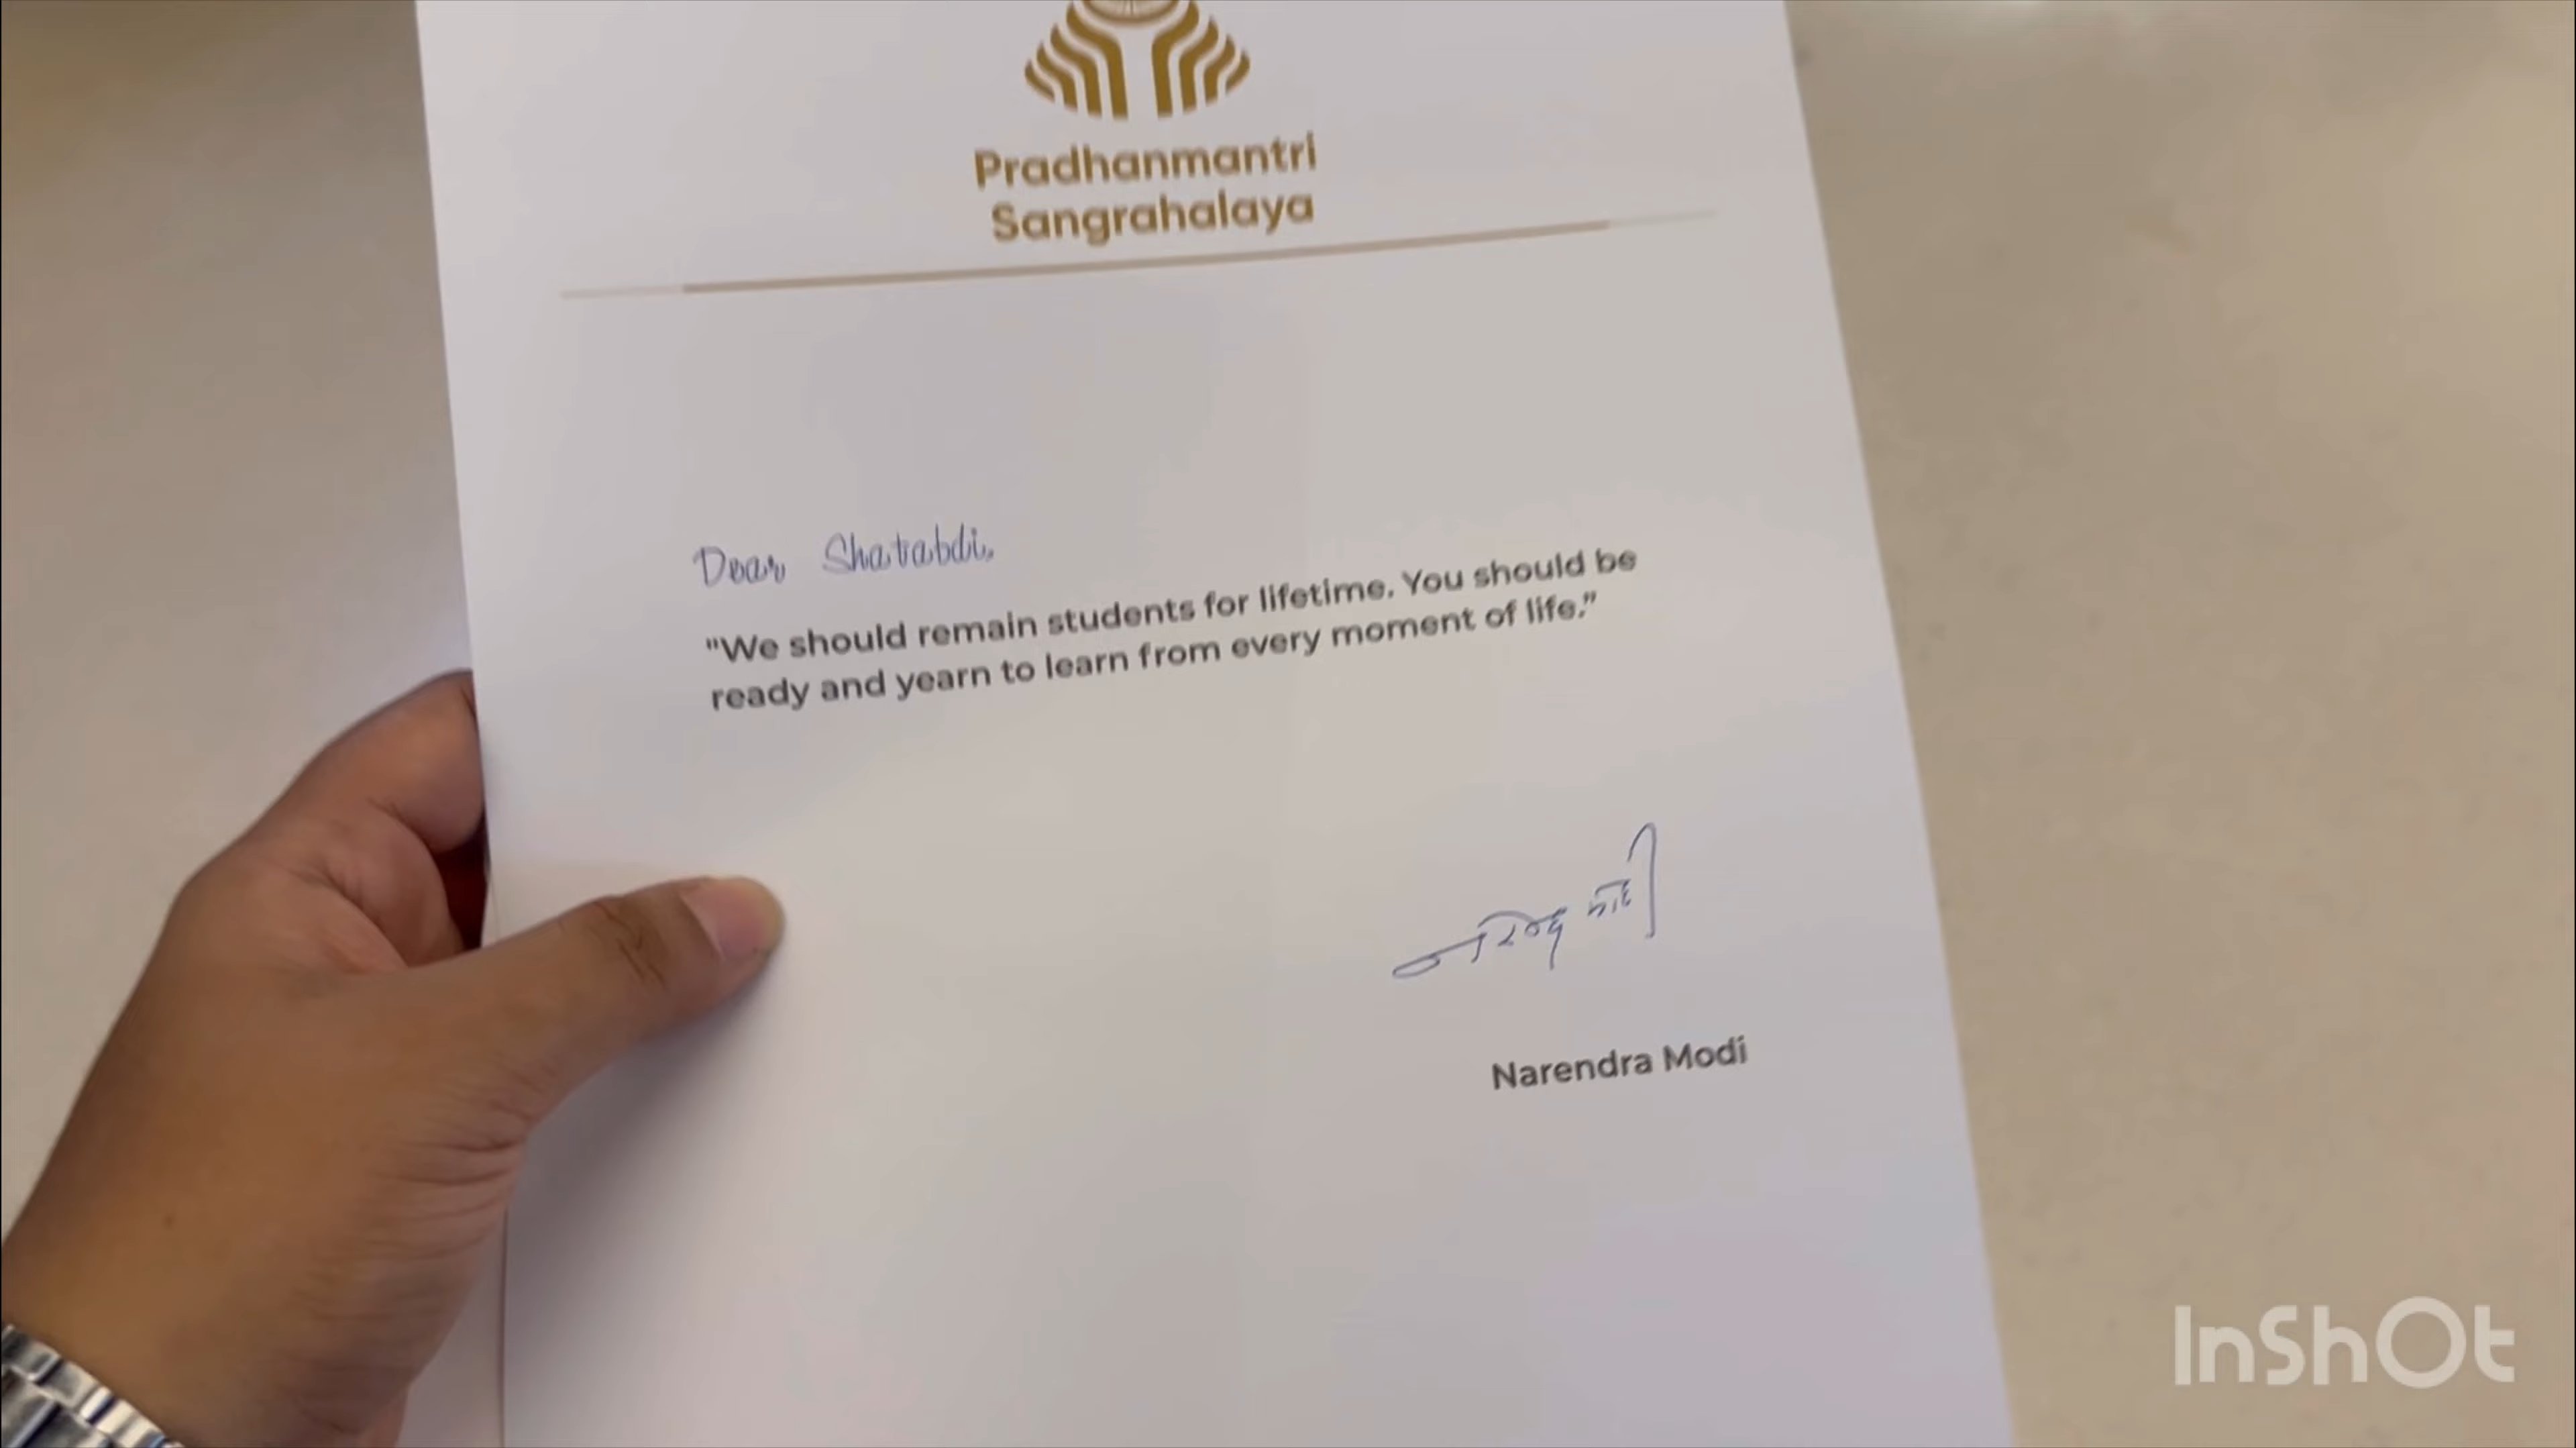 Pradhanmantri
Sangrahalaya
Dear Shatabdi,
"We should remain students for lifetime. You should be
ready and yearn to learn from every moment of life."
नरेन्द्र मोदी
Narendra Modi
InShOt